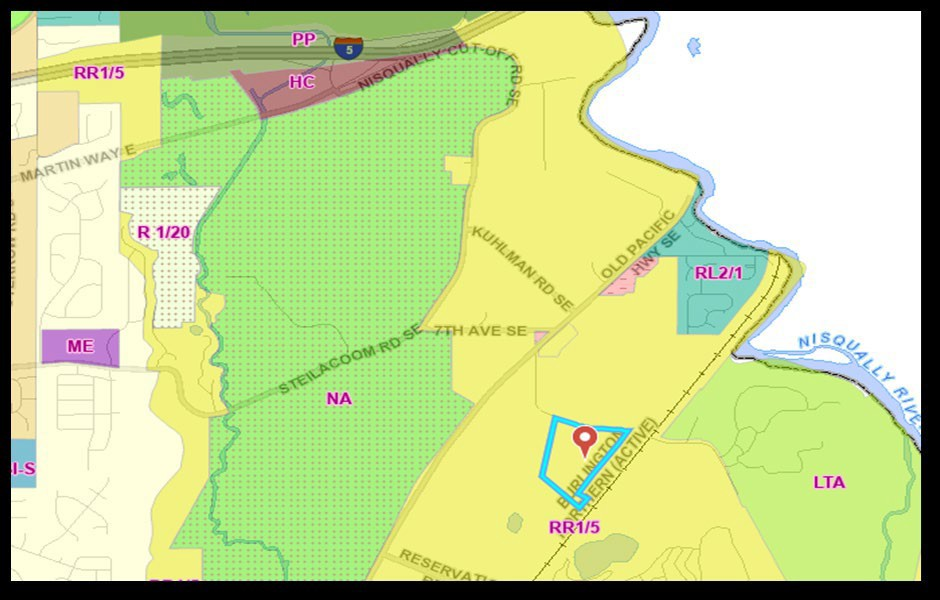 PP
5
RR1/5
HC
NISQUALLY CUT-OFF RD SE
MARTIN WAY E
R 1/20
KUHLMAN RD SE
OLD PACIFIC
HWY SE
RL2/1
7TH AVE SE
ME
STEILACOOM RD SE
NISQUALLY RIVE
NA
BURLINGTON
NORTHERN (ACTIVE)
I-S
LTA
RR1/5
RESERVATI